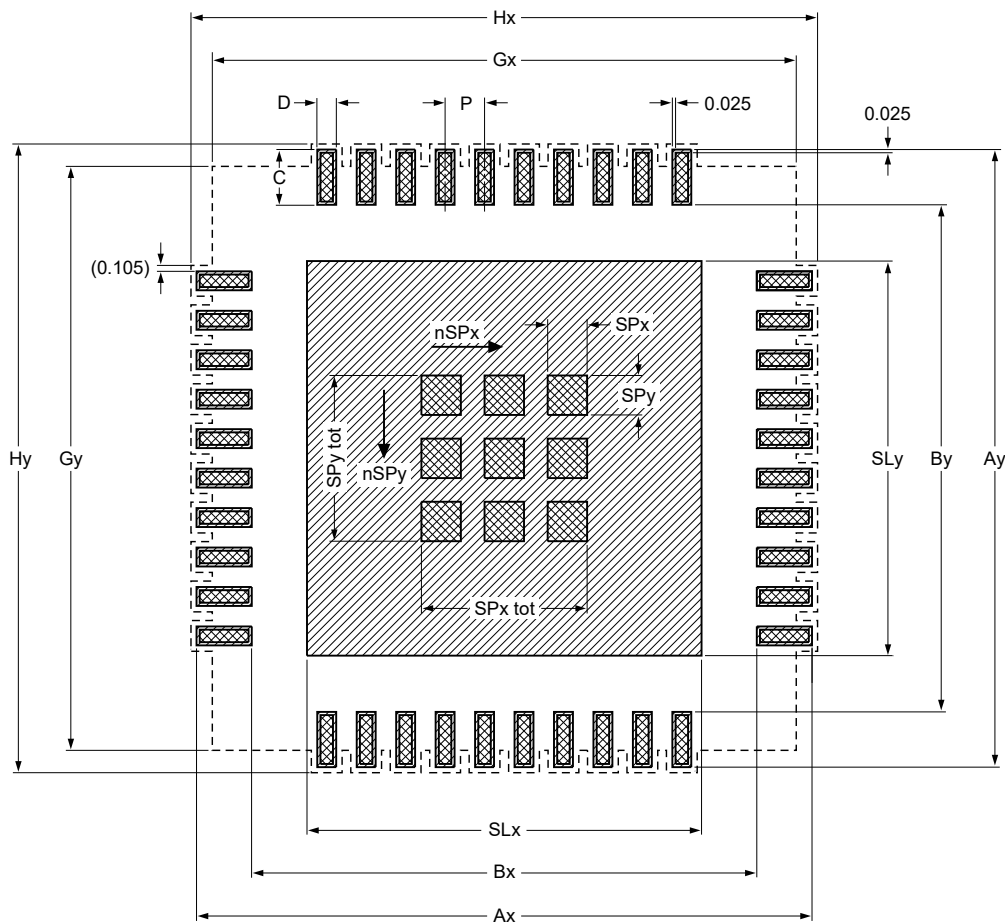 Hx
Gx
D
P
0.025
0.025
C
(0.105)
nSPx
SPx
SPy
SPy tot
nSPy
Hy
Gy
SLy
By
Ay
SPx tot
SLx
Bx
Ax